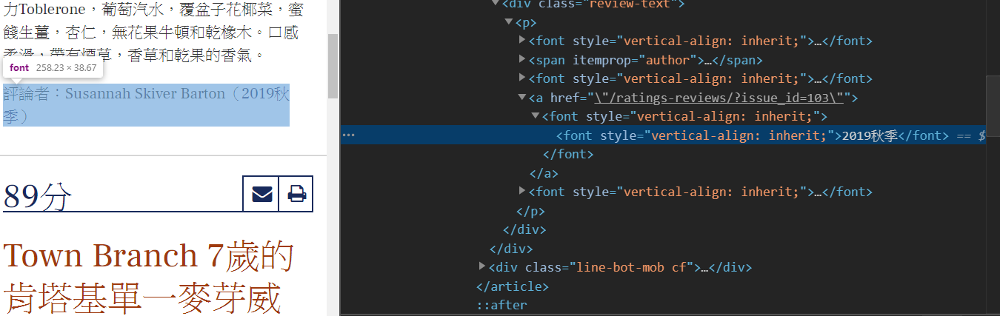 力Toblerone，葡萄汽水，覆盆子花椰菜，蜜
餞生薑，杏仁，無花果牛頓和乾橡木。口感
柔滑，帶有煙草，香草和乾果的香氣。
font 258.23 × 38.67
評論者：Susannah Skiver Barton（2019秋
季）
89分
Town Branch 7歲的
肯塔基單一麥芽威
<div class="review-text">
<p>
<font style="vertical-align: inherit;">…</font>
<span itemprop="author">…</span>
<font style="vertical-align: inherit;">…</font>
<a href="\"/ratings-reviews/?issue_id=103\"">
<font style="vertical-align: inherit;">
<font style="vertical-align: inherit;">2019秋季</font> == $
</font>
</a>
<font style="vertical-align: inherit;">…</font>
</p>
</div>
</div>
<div class="line-bot-mob cf">…</div>
</article>
::after